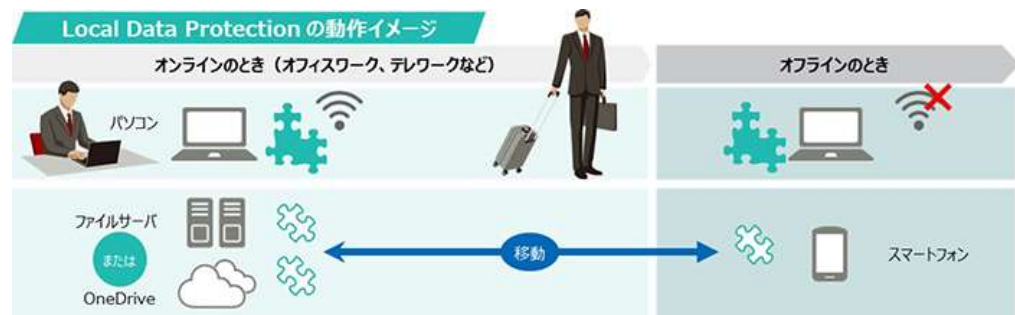 Local Data Protection の動作イメージ
オンラインのとき（オフィスワーク、テレワークなど）
オフラインのとき
パソコン
ファイルサーバ
または
OneDrive
移動
スマートフォン